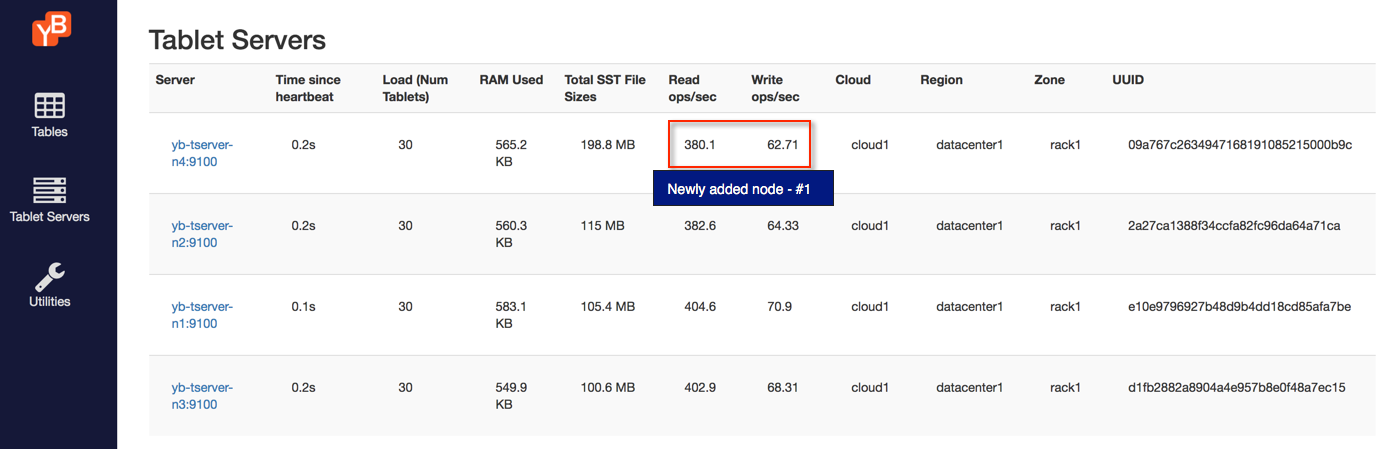 YB
Tables
Tablet Servers
Utilities
Tablet Servers
Server Time since heartbeat Load (Num Tablets) RAM Used Total SST File Sizes Read ops/sec Write ops/sec Cloud Region Zone UUID
yb-tserver-n4:9100 0.2s 30 565.2 KB 198.8 MB 380.1 62.71 cloud1 datacenter1 rack1 09a767c2634947168191085215000b9c
Newly added node - #1
yb-tserver-n2:9100 0.2s 30 560.3 KB 115 MB 382.6 64.33 cloud1 datacenter1 rack1 2a27ca1388f34ccfa82fc96da64a71ca
yb-tserver-n1:9100 0.1s 30 583.1 KB 105.4 MB 404.6 70.9 cloud1 datacenter1 rack1 e10e9796927b48d9b4dd18cd85afa7be
yb-tserver-n3:9100 0.2s 30 549.9 KB 100.6 MB 402.9 68.31 cloud1 datacenter1 rack1 d1fb2882a8904a4e957b8e0f48a7ec15